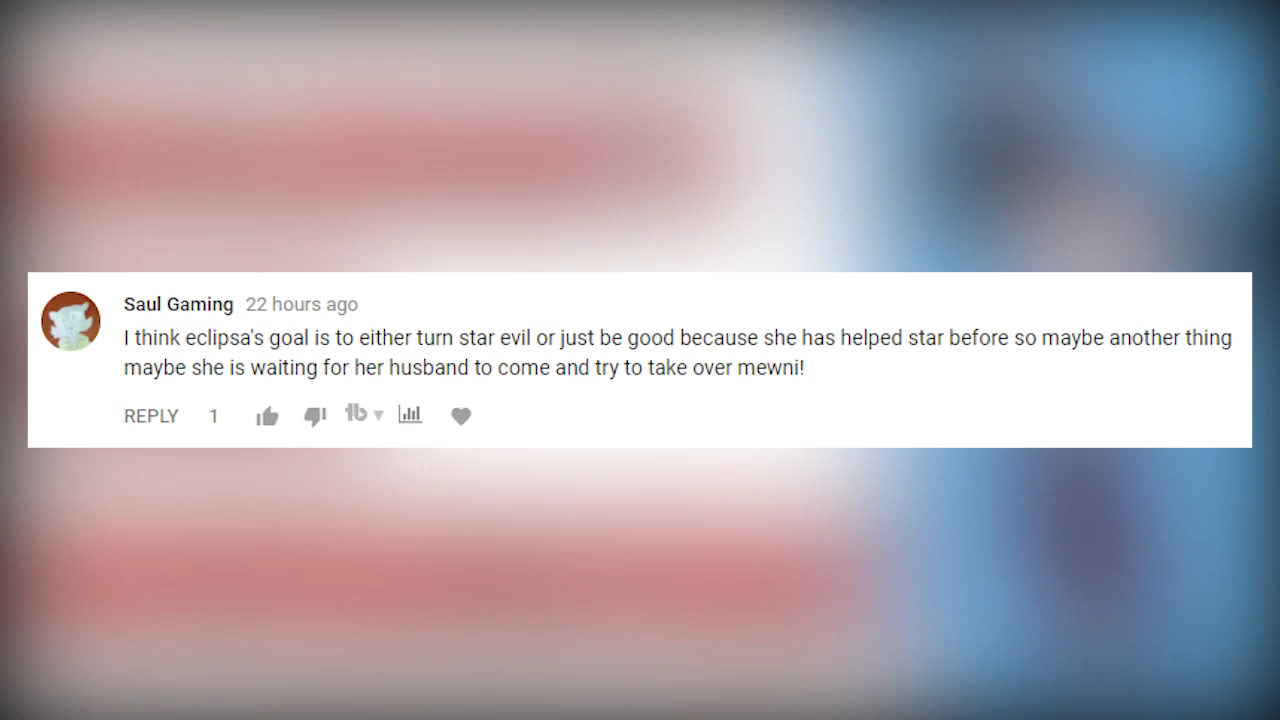 Saul Gaming 22 hours ago
I think eclipsa's goal is to either turn star evil or just be good because she has helped star before so maybe another thing
maybe she is waiting for her husband to come and try to take over mewni!
REPLY 1